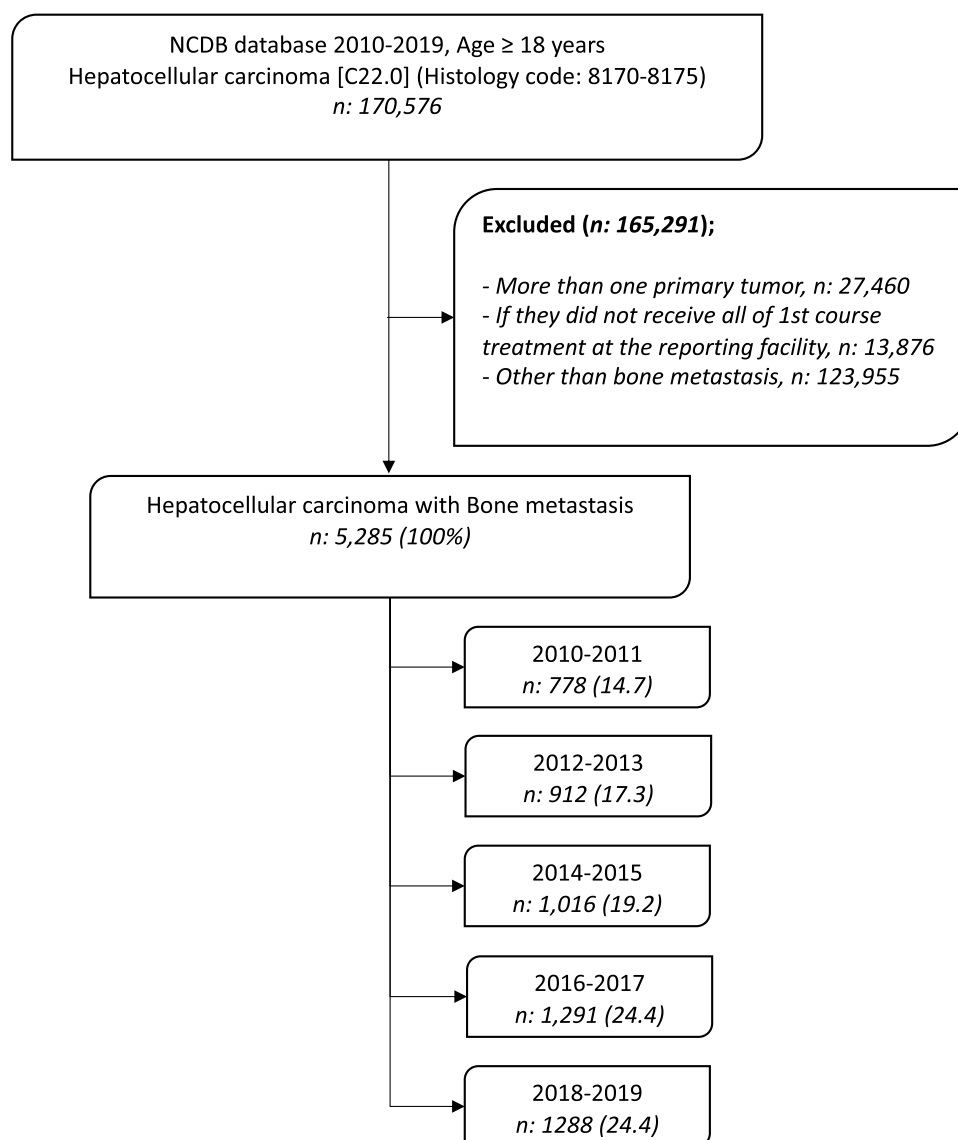 NCDB database 2010-2019, Age ≥ 18 years
Hepatocellular carcinoma [C22.0] (Histology code: 8170-8175)
n: 170,576
Excluded (n: 165,291);
- More than one primary tumor, n: 27,460
- If they did not receive all of 1st course
treatment at the reporting facility, n: 13,876
- Other than bone metastasis, n: 123,955
Hepatocellular carcinoma with Bone metastasis
n: 5,285 (100%)
2010-2011
n: 778 (14.7)
2012-2013
n: 912 (17.3)
2014-2015
n: 1,016 (19.2)
2016-2017
n: 1,291 (24.4)
2018-2019
n: 1288 (24.4)